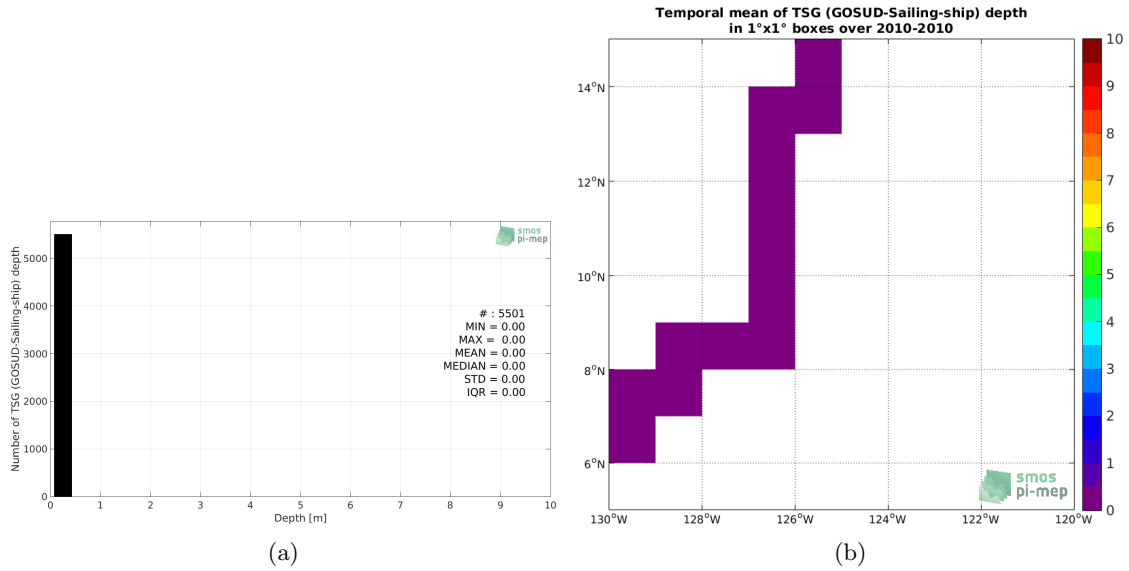 smos
pi-mep
Number of TSG (GOSUD-Sailing-ship) depth
5000
4000
3000
2000
1000
0
# : 5501
MIN = 0.00
MAX =  0.00
MEAN = 0.00
MEDIAN = 0.00
STD = 0.00
IQR = 0.00
0 1 2 3 4 5 6 7 8 9 10
Depth [m]
(a)
Temporal mean of TSG (GOSUD-Sailing-ship) depth
in 1°x1° boxes over 2010-2010
14°N
12°N
10°N
8°N
6°N
130°W 128°W 126°W 124°W 122°W 120°W
smos
pi-mep
10
9
8
7
6
5
4
3
2
1
0
(b)